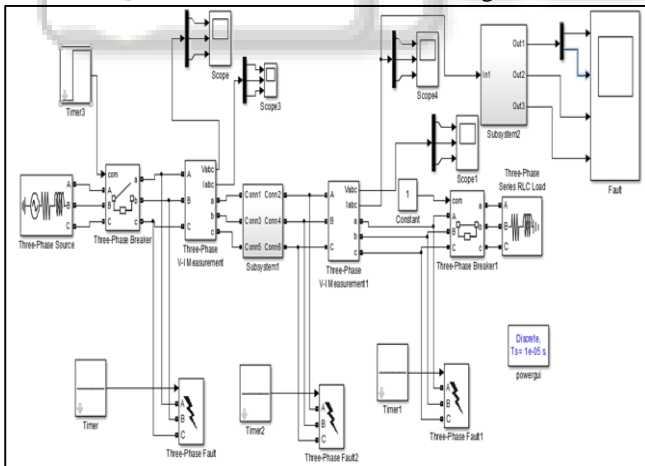 Scope
Scope3
Timer3
Scope4
In1
Out1
Out2
Out3
Subsystem2
Fault
Scope1
Three-Phase
Series RLC Load
com
A
B
C
a
b
c
Three-Phase Source
A
B
C
Three-Phase Breaker
Vabc
Iabc
A
B
C
a
b
c
Three-Phase
V-I Measurement
Conn1
Conn2
Conn3
Conn4
Conn5
Conn6
Subsystem1
Vabc
Iabc
A
B
C
a
b
c
Three-Phase
V-I Measurement1
1
Constant
com
A
B
C
a
b
c
Three-Phase Breaker1
A
B
C
Discrete,
Ts = 1e-05 s.
powergui
Timer
A
B
C
Three-Phase Fault
Timer2
A
B
C
Three-Phase Fault2
Timer1
A
B
C
Three-Phase Fault1